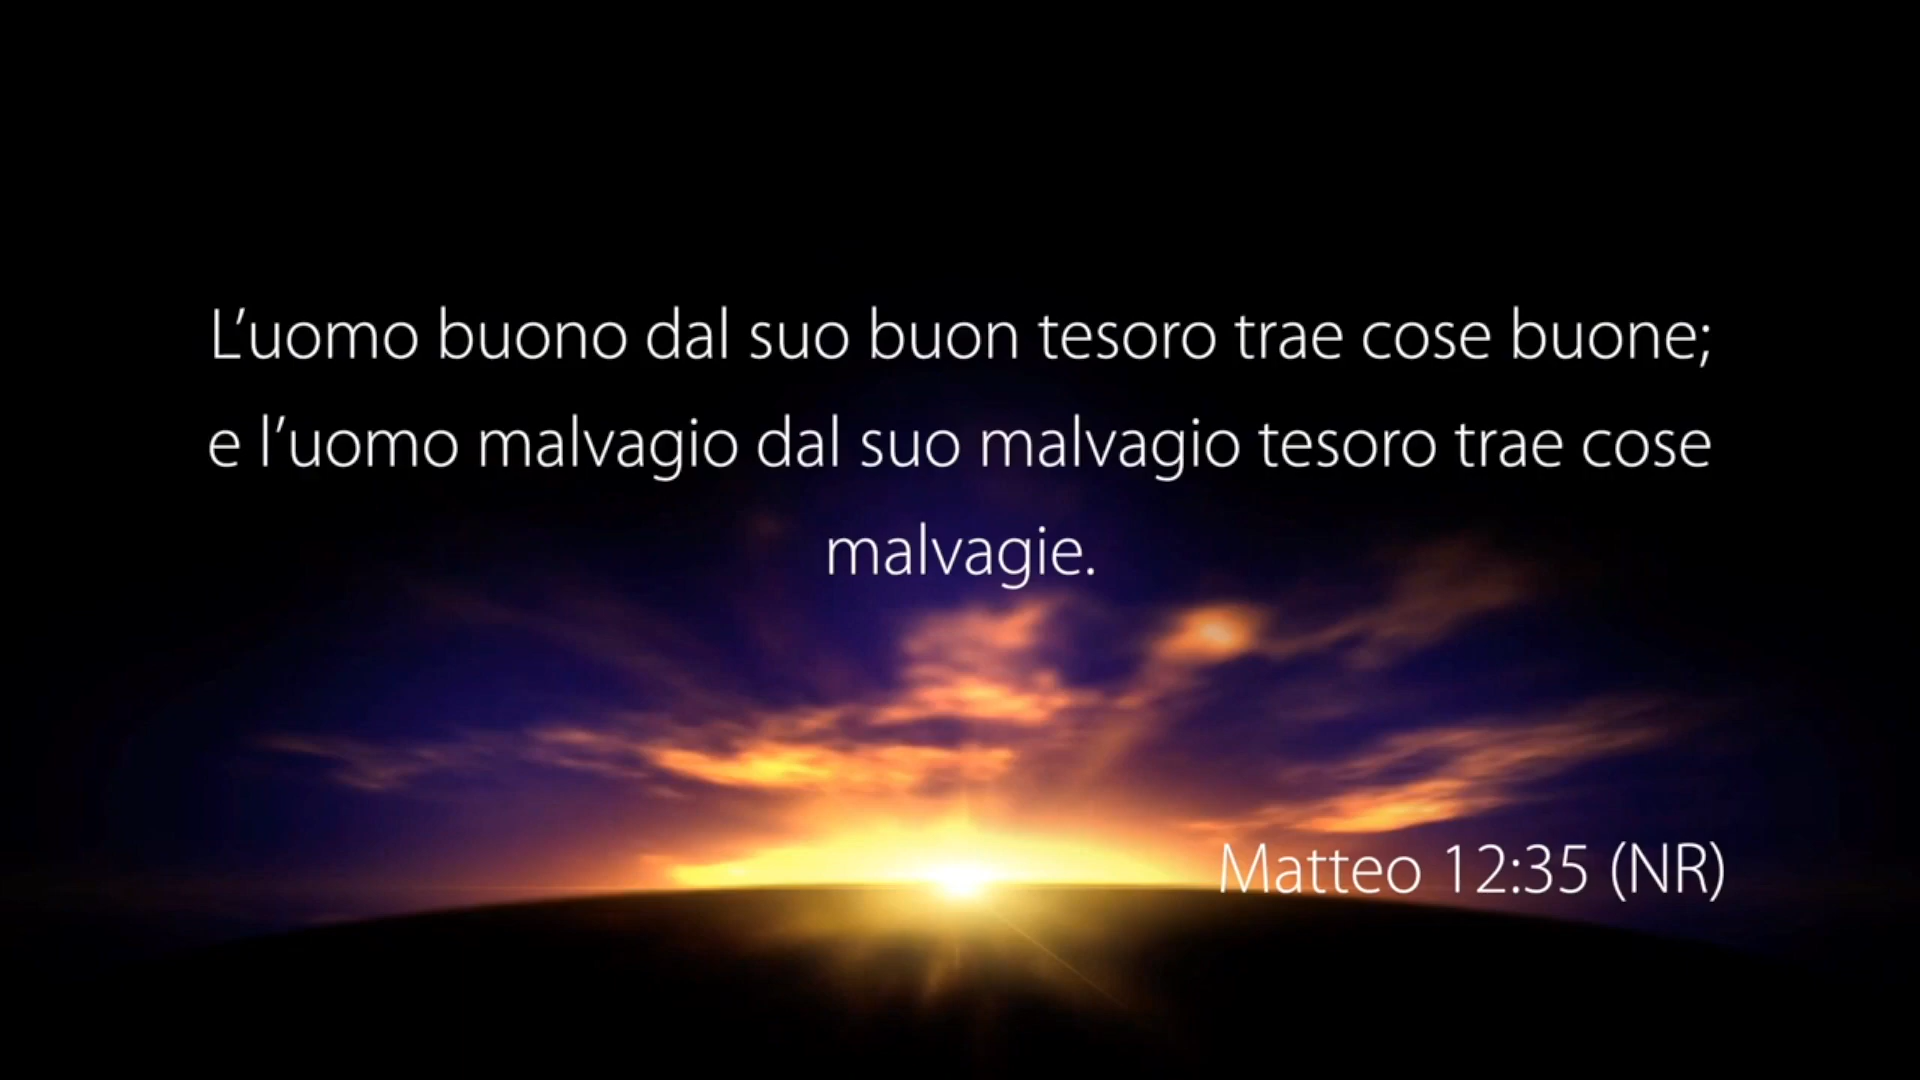 L’uomo buono dal suo buon tesoro trae cose buone;
e l’uomo malvagio dal suo malvagio tesoro trae cose
malvagie.
Matteo 12:35 (NR)